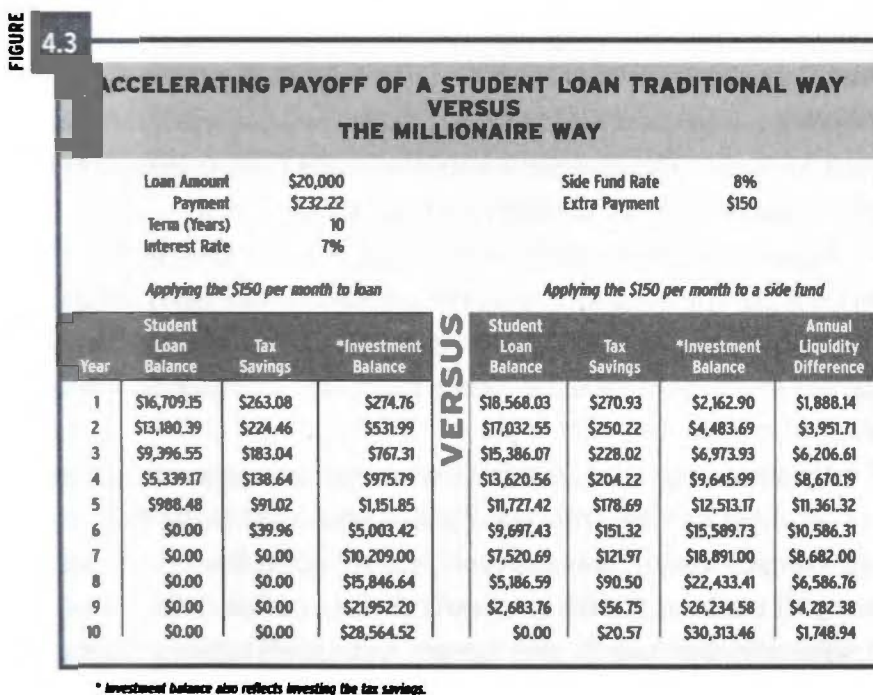 FIGURE
4.3
ACCELERATING PAYOFF OF A STUDENT LOAN TRADITIONAL WAY
VERSUS
THE MILLIONAIRE WAY
Loan Amount $20,000
Payment $232.22
Term (Years) 10
Interest Rate 7%
Side Fund Rate 8%
Extra Payment $150
Applying the $150 per month to loan
Applying the $150 per month to a side fund
Year Student Loan Balance Tax Savings *Investment Balance VERSUS Student Loan Balance Tax Savings *Investment Balance Annual Liquidity Difference
1 $16,709.15 $263.08 $274.76 $18,568.03 $270.93 $2,162.90 $1,888.14
2 $13,180.39 $224.46 $531.99 $17,032.55 $250.22 $4,483.69 $3,951.71
3 $9,396.55 $183.04 $767.31 $15,386.07 $228.02 $6,973.93 $6,206.61
4 $5,339.17 $138.64 $975.79 $13,620.56 $204.22 $9,645.99 $8,670.19
5 $988.48 $91.02 $1,151.85 $11,727.42 $178.69 $12,513.17 $11,361.32
6 $0.00 $39.96 $5,003.42 $9,697.43 $151.32 $15,589.73 $10,586.31
7 $0.00 $0.00 $10,209.00 $7,520.69 $121.97 $18,891.00 $8,682.00
8 $0.00 $0.00 $15,846.64 $5,186.59 $90.50 $22,433.41 $6,586.76
9 $0.00 $0.00 $21,952.20 $2,683.76 $56.75 $26,234.58 $4,282.38
10 $0.00 $0.00 $28,564.52 $0.00 $20.57 $30,313.46 $1,748.94
* Investment balance also reflects investing the tax savings.